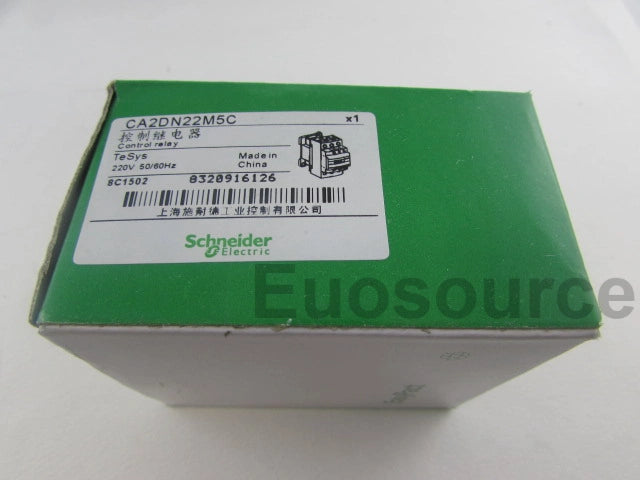 CA2DN22M5C x1
控制继电器
Control relay
TeSys Made in
220V 50/60Hz China
8C1502 8320916126
上海施耐德工业控制有限公司
Schneider
Electric
Euosource